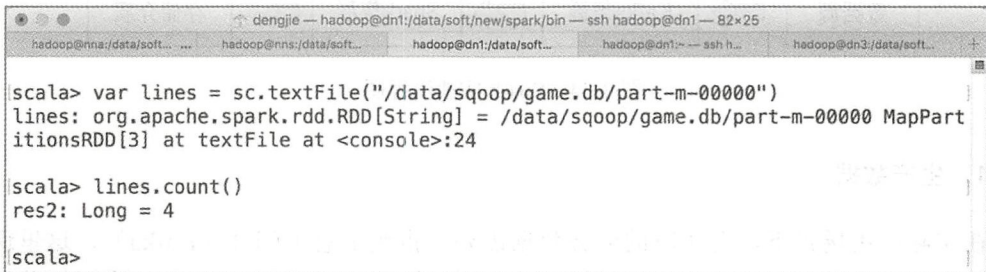 dengjie — hadoop@dn1:/data/soft/new/spark/bin — ssh hadoop@dn1 — 82×25
hadoop@nna:/data/soft... ... hadoop@nns:/data/soft... hadoop@dn1:/data/soft... hadoop@dn1:~ — ssh h... hadoop@dn3:/data/soft... +
scala> var lines = sc.textFile("/data/sqoop/game.db/part-m-00000")
lines: org.apache.spark.rdd.RDD[String] = /data/sqoop/game.db/part-m-00000 MapPart
itionsRDD[3] at textFile at <console>:24
scala> lines.count()
res2: Long = 4
scala>